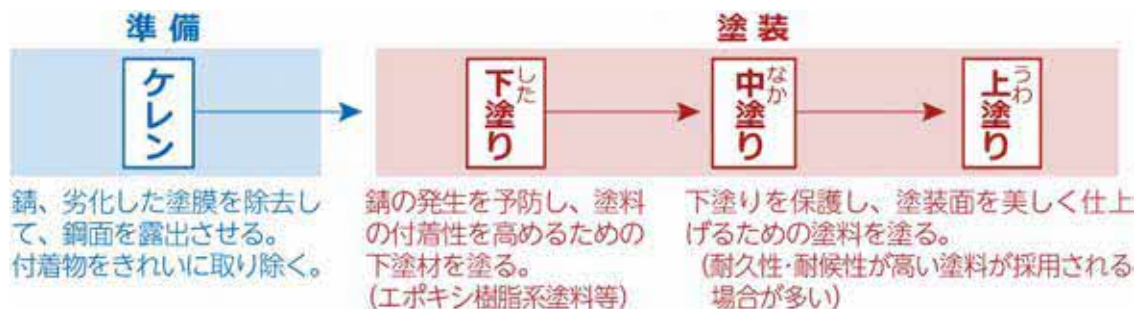 準備
ケレン
錆、劣化した塗膜を除去し
て、鋼面を露出させる。
付着物をきれいに取り除く。
塗装
下塗り
した
中塗り
なか
上塗り
うわ
錆の発生を予防し、塗料
の付着性を高めるための
下塗材を塗る。
(エポキシ樹脂系塗料等)
下塗りを保護し、塗装面を美しく仕上
げるための塗料を塗る。
(耐久性・耐候性が高い塗料が採用される
場合が多い)